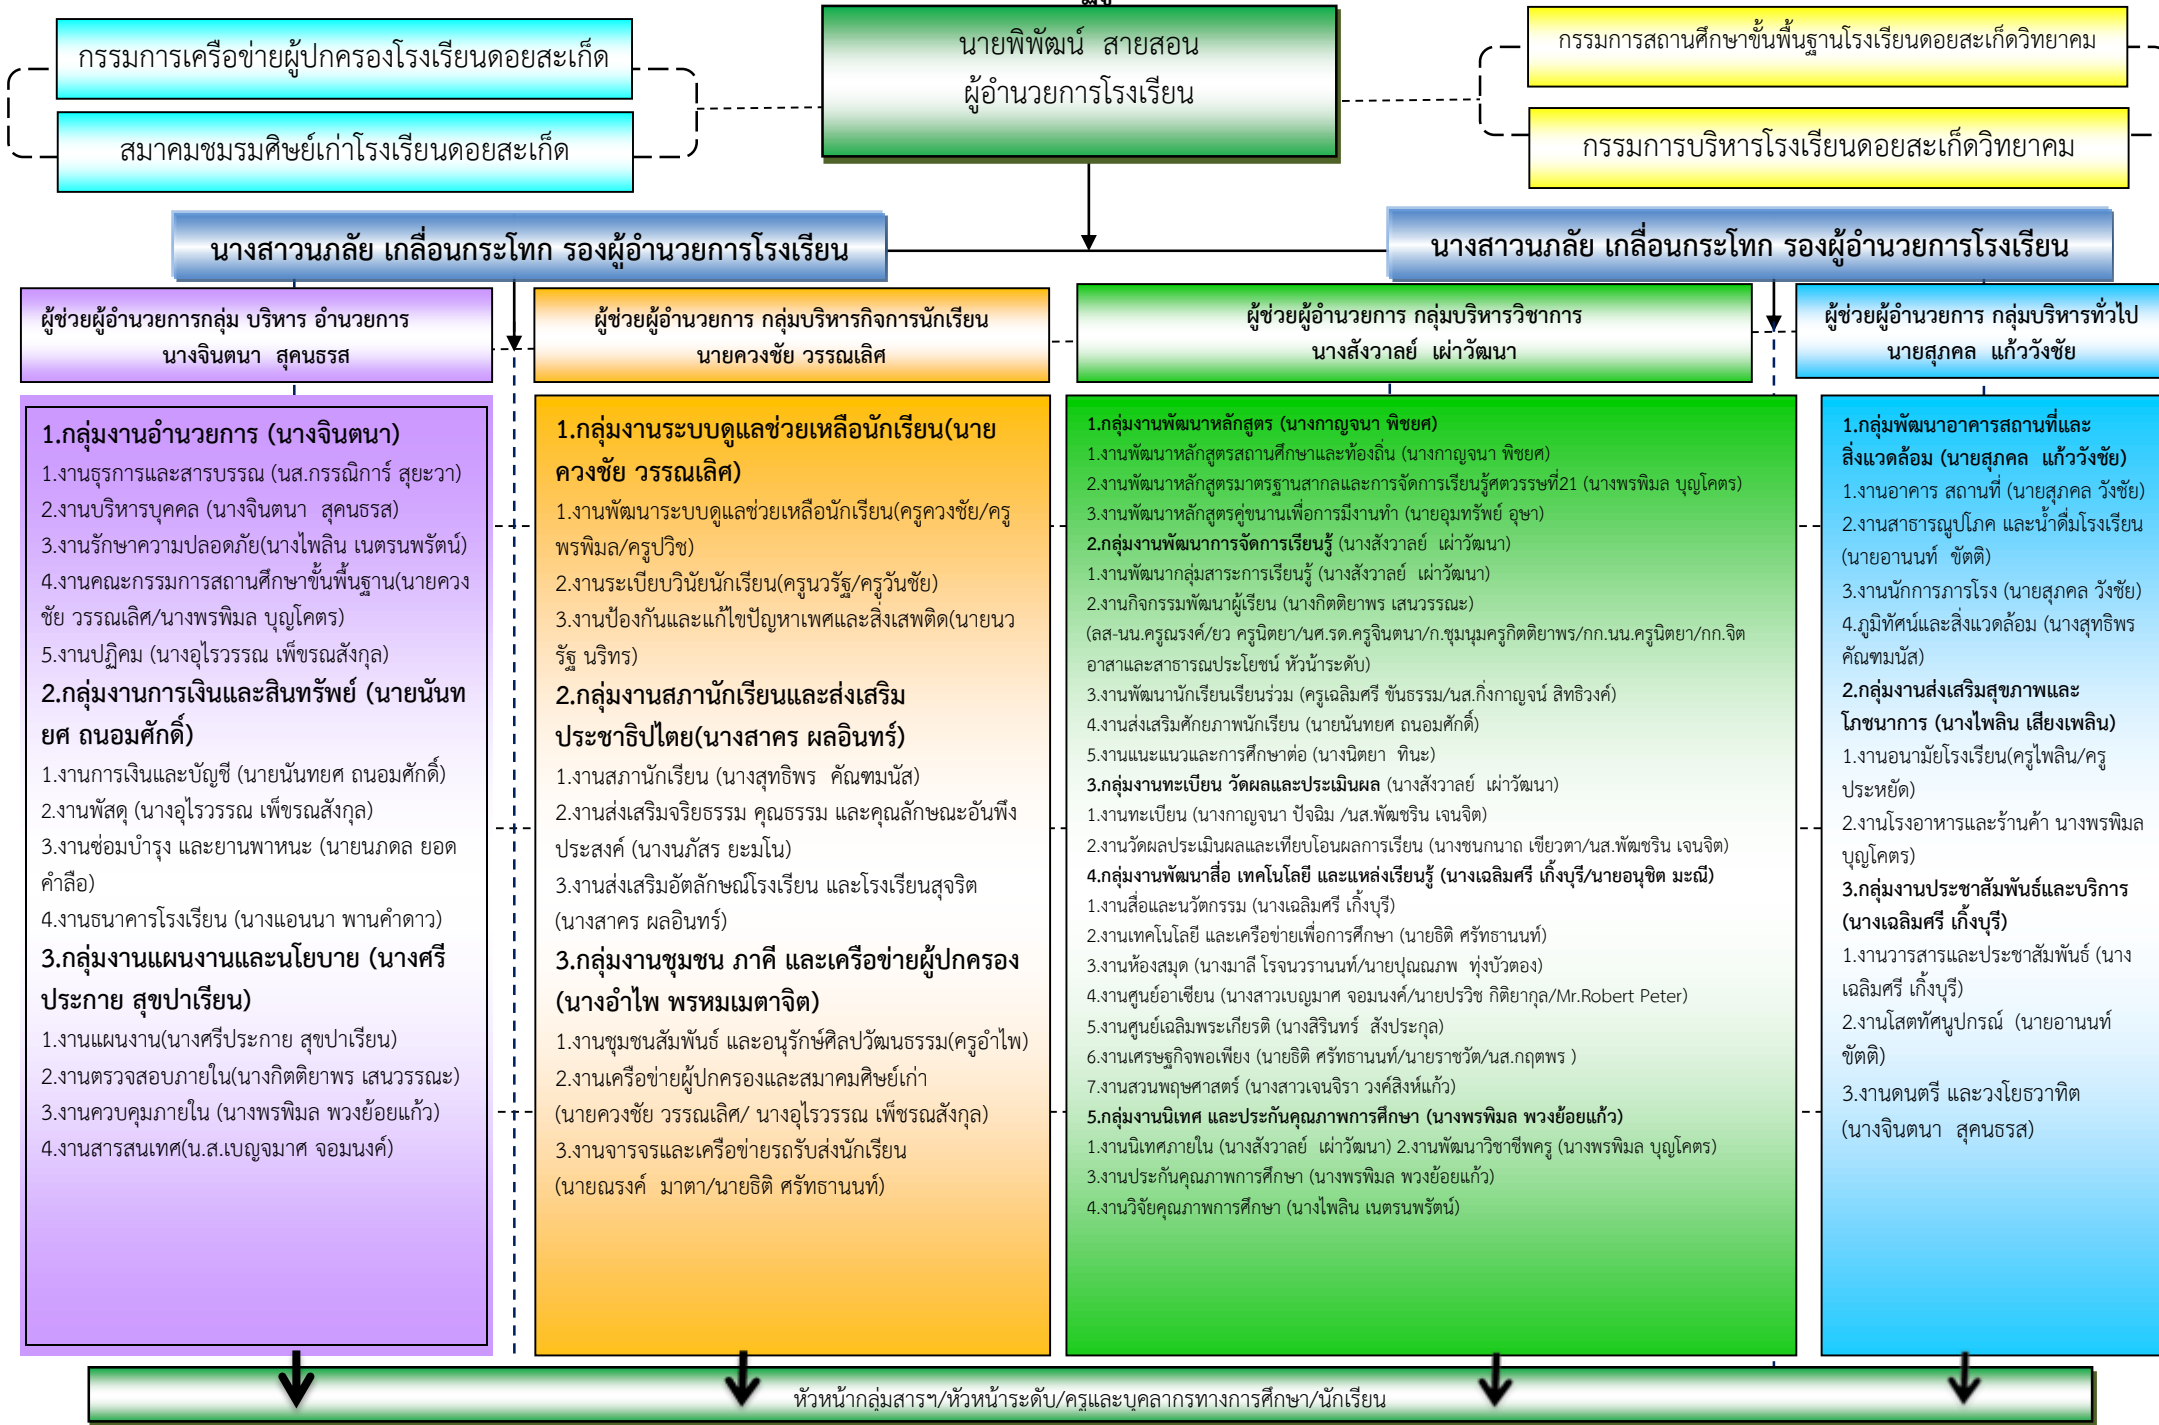 กรรมการเครือข่ายผู้ปกครองโรงเรียนดอยสะเก็ด
สมาคมชมรมศิษย์เก่าโรงเรียนดอยสะเก็ด
นายพิพัฒน์  สายสอน
ผู้อำนวยการโรงเรียน
กรรมการสถานศึกษาขั้นพื้นฐานโรงเรียนดอยสะเก็ดวิทยาคม
กรรมการบริหารโรงเรียนดอยสะเก็ดวิทยาคม
นางสาวนภลัย เกลื่อนกระโทก รองผู้อำนวยการโรงเรียน
นางสาวนภลัย เกลื่อนกระโทก รองผู้อำนวยการโรงเรียน
ผู้ช่วยผู้อำนวยการกลุ่ม บริหาร อำนวยการ
นางจินตนา  สุคนธรส
ผู้ช่วยผู้อำนวยการ กลุ่มบริหารกิจการนักเรียน
นายควงชัย วรรณเลิศ
ผู้ช่วยผู้อำนวยการ กลุ่มบริหารวิชาการ
นางสังวาลย์  เผ่าวัฒนา
ผู้ช่วยผู้อำนวยการ กลุ่มบริหารทั่วไป
นายสุภคล  แก้ววังชัย
1.กลุ่มงานอำนวยการ (นางจินตนา)
1.งานธุรการและสารบรรณ (นส.กรรณิการ์ สุยะวา)
2.งานบริหารบุคคล (นางจินตนา  สุคนธรส)
3.งานรักษาความปลอดภัย(นางไพลิน เนตรนพรัตน์)
4.งานคณะกรรมการสถานศึกษาขั้นพื้นฐาน(นายควง
ชัย วรรณเลิศ/นางพรพิมล บุญโคตร)
5.งานปฏิคม (นางอุไรวรรณ เพ็ขรณสังกุล)
2.กลุ่มงานการเงินและสินทรัพย์ (นายนันท
ยศ ถนอมศักดิ์)
1.งานการเงินและบัญชี (นายนันทยศ ถนอมศักดิ์)
2.งานพัสดุ (นางอุไรวรรณ เพ็ขรณสังกุล)
3.งานซ่อมบำรุง และยานพาหนะ (นายนภดล ยอด
คำลือ)
4.งานธนาคารโรงเรียน (นางแอนนา พานคำดาว)
3.กลุ่มงานแผนงานและนโยบาย (นางศรี
ประกาย สุขปาเรียน)
1.งานแผนงาน(นางศรีประกาย สุขปาเรียน)
2.งานตรวจสอบภายใน(นางกิตติยาพร เสนวรรณะ)
3.งานควบคุมภายใน (นางพรพิมล พวงย้อยแก้ว)
4.งานสารสนเทศ(น.ส.เบญจมาศ จอมนงค์)
1.กลุ่มงานระบบดูแลช่วยเหลือนักเรียน(นาย
ควงชัย วรรณเลิศ)
1.งานพัฒนาระบบดูแลช่วยเหลือนักเรียน(ครูควงชัย/ครู
พรพิมล/ครูปวิช)
2.งานระเบียบวินัยนักเรียน(ครูนวรัฐ/ครูวันชัย)
3.งานป้องกันและแก้ไขปัญหาเพศและสิ่งเสพติด(นายนว
รัฐ นริทร)
2.กลุ่มงานสภานักเรียนและส่งเสริม
ประชาธิปไตย(นางสาคร ผลอินทร์)
1.งานสภานักเรียน (นางสุทธิพร  คัณฑมนัส)
2.งานส่งเสริมจริยธรรม คุณธรรม และคุณลักษณะอันพึง
ประสงค์ (นางนภัสร ยะมโน)
3.งานส่งเสริมอัตลักษณ์โรงเรียน และโรงเรียนสุจริต
(นางสาคร ผลอินทร์)
3.กลุ่มงานชุมชน ภาคี และเครือข่ายผู้ปกครอง
(นางอำไพ พรหมเมตาจิต)
1.งานชุมชนสัมพันธ์ และอนุรักษ์ศิลปวัฒนธรรม(ครูอำไพ)
2.งานเครือข่ายผู้ปกครองและสมาคมศิษย์เก่า
(นายควงชัย วรรณเลิศ/ นางอุไรวรรณ เพ็ชรณสังกุล)
3.งานจารจรและเครือข่ายรถรับส่งนักเรียน
(นายณรงค์  มาตา/นายธิติ ศรัทธานนท์)
1.กลุ่มงานพัฒนาหลักสูตร (นางกาญจนา พิชยศ)
1.งานพัฒนาหลักสูตรสถานศึกษาและท้องถิ่น (นางกาญจนา พิชยศ)
2.งานพัฒนาหลักสูตรมาตรฐานสากลและการจัดการเรียนรู้ศตวรรษที่21 (นางพรพิมล บุญโคตร)
3.งานพัฒนาหลักสูตรคู่ขนานเพื่อการมีงานทำ (นายอุมทรัพย์ อุษา)
2.กลุ่มงานพัฒนาการจัดการเรียนรู้ (นางสังวาลย์  เผ่าวัฒนา)
1.งานพัฒนากลุ่มสาระการเรียนรู้ (นางสังวาลย์  เผ่าวัฒนา)
2.งานกิจกรรมพัฒนาผู้เรียน (นางกิตติยาพร เสนวรรณะ)
(ลส-นน.ครูณรงค์/ยว ครูนิตยา/นศ.รด.ครูจินตนา/ก.ชุมนุมครูกิตติยาพร/กก.นน.ครูนิตยา/กก.จิต
อาสาและสาธารณประโยชน์ หัวน้าระดับ)
3.งานพัฒนานักเรียนเรียนร่วม (ครูเฉลิมศรี ขันธรรม/นส.กิ่งกาญจน์ สิทธิวงค์)
4.งานส่งเสริมศักยภาพนักเรียน (นายนันทยศ ถนอมศักดิ์)
5.งานแนะแนวและการศึกษาต่อ (นางนิตยา  ทินะ)
3.กลุ่มงานทะเบียน วัดผลและประเมินผล (นางสังวาลย์  เผ่าวัฒนา)
1.งานทะเบียน (นางกาญจนา ปัจฉิม /นส.พัฒชริน เจนจิต)
2.งานวัดผลประเมินผลและเทียบโอนผลการเรียน (นางชนกนาถ เขียวตา/นส.พัฒชริน เจนจิต)
4.กลุ่มงานพัฒนาสื่อ เทคโนโลยี และแหล่งเรียนรู้ (นางเฉลิมศรี เกิ้งบุรี/นายอนุชิต มะณี)
1.งานสื่อและนวัตกรรม (นางเฉลิมศรี เกิ้งบุรี)
2.งานเทคโนโลยี และเครือข่ายเพื่อการศึกษา (นายธิติ ศรัทธานนท์)
3.งานห้องสมุด (นางมาลี โรจนวรานนท์/นายปุณณภพ  ทุ่งบัวตอง)
4.งานศูนย์อาเซียน (นางสาวเบญมาศ จอมนงค์/นายปรวิช กิติยากุล/Mr.Robert Peter)
5.งานศูนย์เฉลิมพระเกียรติ (นางสิรินทร์  สังประกุล)
6.งานเศรษฐกิจพอเพียง (นายธิติ ศรัทธานนท์/นายราชวัต/นส.กฤตพร )
7.งานสวนพฤษศาสตร์ (นางสาวเจนจิรา วงค์สิงห์แก้ว)
5.กลุ่มงานนิเทศ และประกันคุณภาพการศึกษา (นางพรพิมล พวงย้อยแก้ว)
1.งานนิเทศภายใน (นางสังวาลย์  เผ่าวัฒนา) 2.งานพัฒนาวิชาชีพครู (นางพรพิมล บุญโคตร)
3.งานประกันคุณภาพการศึกษา (นางพรพิมล พวงย้อยแก้ว)
4.งานวิจัยคุณภาพการศึกษา (นางไพลิน เนตรนพรัตน์)
1.กลุ่มพัฒนาอาคารสถานที่และ
สิ่งแวดล้อม (นายสุภคล  แก้ววังชัย)
1.งานอาคาร สถานที่ (นายสุภคล วังชัย)
2.งานสาธารณูปโภค และน้ำดื่มโรงเรียน
(นายอานนท์  ขัตติ)
3.งานนักการภารโรง (นายสุภคล วังชัย)
4.ภูมิทัศน์และสิ่งแวดล้อม (นางสุทธิพร
คัณฑมนัส)
2.กลุ่มงานส่งเสริมสุขภาพและ
โภชนาการ (นางไพลิน เสียงเพลิน)
1.งานอนามัยโรงเรียน(ครูไพลิน/ครู
ประหยัด)
2.งานโรงอาหารและร้านค้า นางพรพิมล
บุญโคตร)
3.กลุ่มงานประชาสัมพันธ์และบริการ
(นางเฉลิมศรี เกิ้งบุรี)
1.งานวารสารและประชาสัมพันธ์ (นาง
เฉลิมศรี เกิ้งบุรี)
2.งานโสตทัศนูปกรณ์  (นายอานนท์
ขัตติ)
3.งานดนตรี และวงโยธวาทิต
(นางจินตนา  สุคนธรส)
หัวหน้ากลุ่มสารฯ/หัวหน้าระดับ/ครูและบุคลากรทางการศึกษา/นักเรียน